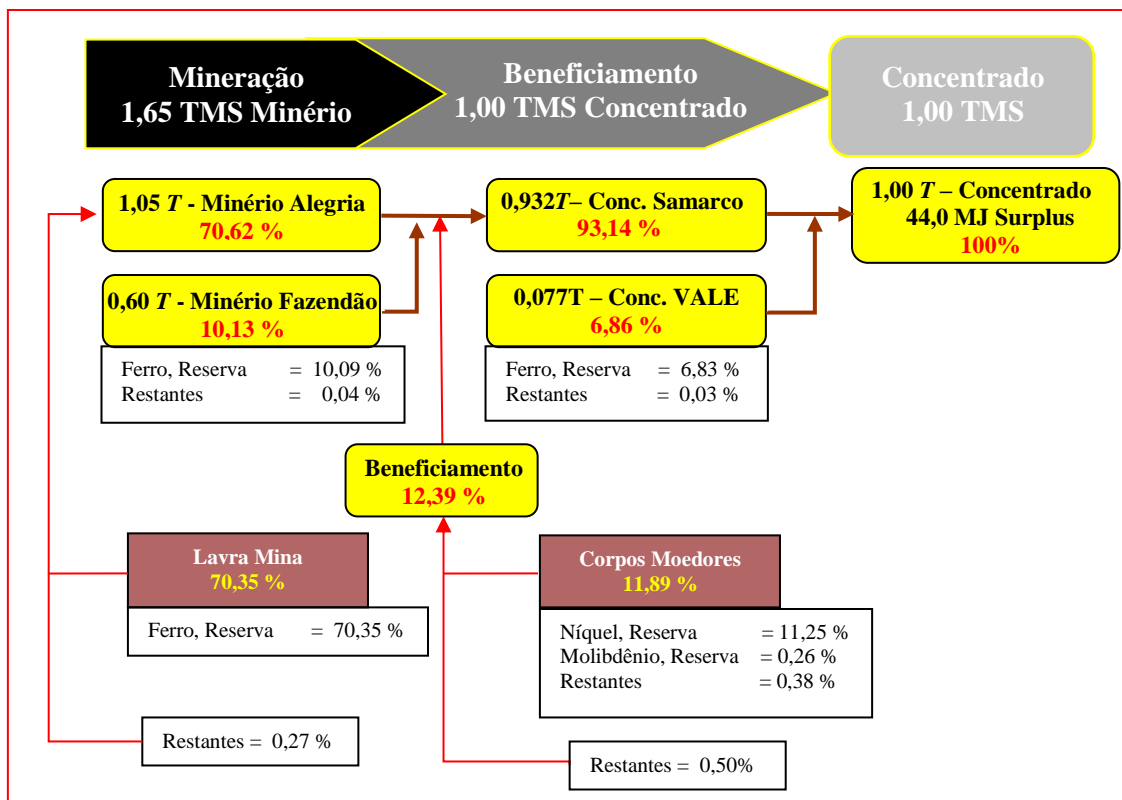 Mineração
1,65 TMS Minério
Beneficiamento
1,00 TMS Concentrado
Concentrado
1,00 TMS
1,05 T - Minério Alegria
70,62 %
0,932T– Conc. Samarco
93,14 %
1,00 T – Concentrado
44,0 MJ Surplus
100%
0,60 T - Minério Fazendão
10,13 %
0,077T – Conc. VALE
6,86 %
Ferro, Reserva = 10,09 %
Restantes = 0,04 %
Ferro, Reserva = 6,83 %
Restantes = 0,03 %
Beneficiamento
12,39 %
Lavra Mina
70,35 %
Ferro, Reserva = 70,35 %
Corpos Moedores
11,89 %
Níquel, Reserva = 11,25 %
Molibdênio, Reserva = 0,26 %
Restantes = 0,38 %
Restantes = 0,27 %
Restantes = 0,50%